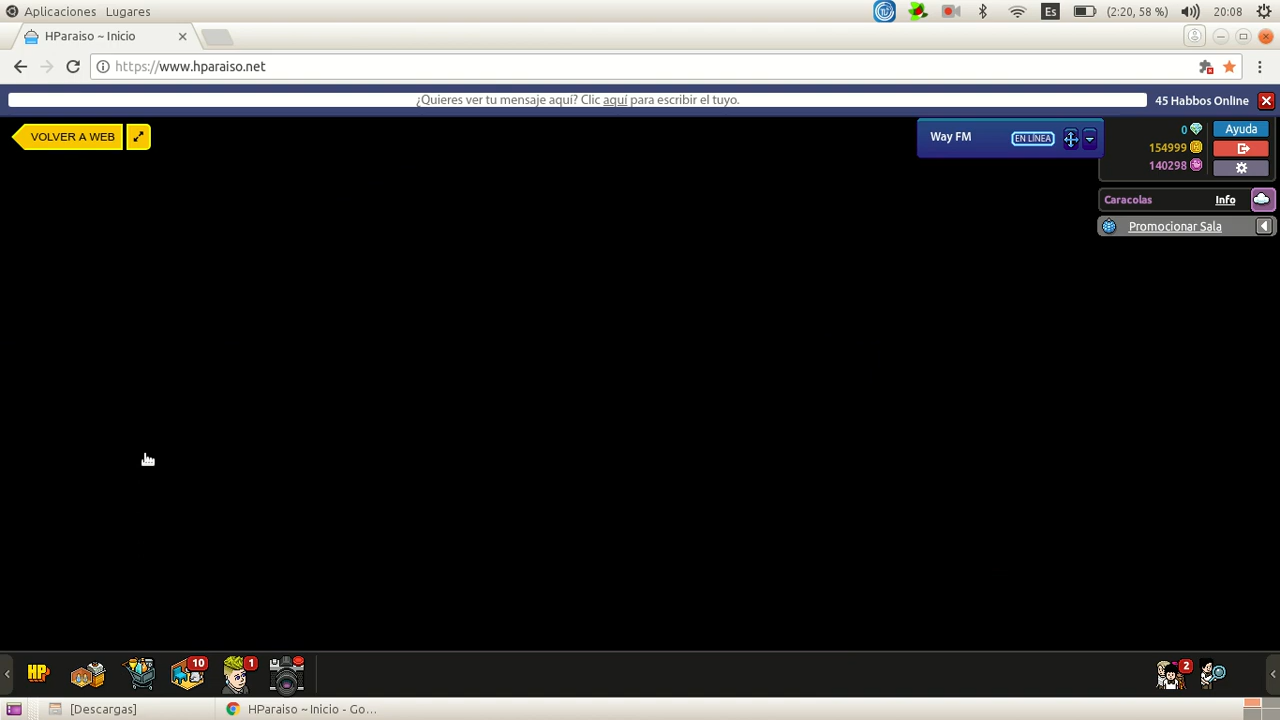 Aplicaciones Lugares
Es
(2:20, 58 %)
20:08
HParaiso ~ Inicio
https://www.hparaiso.net
¿Quieres ver tu mensaje aquí? Clic aquí para escribir el tuyo.
45 Habbos Online
VOLVER A WEB
Way FM
EN LÍNEA
0
Ayuda
154999
140298
Caracolas
Info
Promocionar Sala
HP
10
1
2
[Descargas]
HParaiso ~ Inicio - Go...